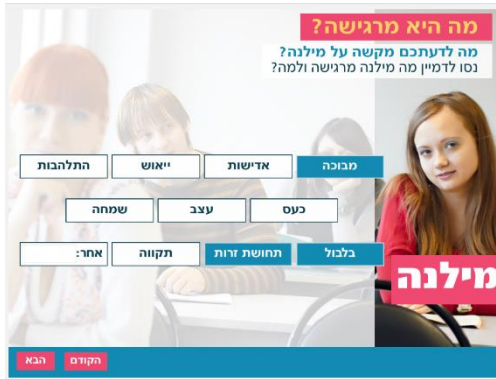 מה היא מרגישה?
מה לדעתכם מקשה על מילנה?
נסו לדמיין מה מילנה מרגישה ולמה?
מבוכה אדישות ייאוש התלהבות
כעס עצב שמחה
בלבול תחושת זרות תקווה אחר:
מילנה
הקודם הבא